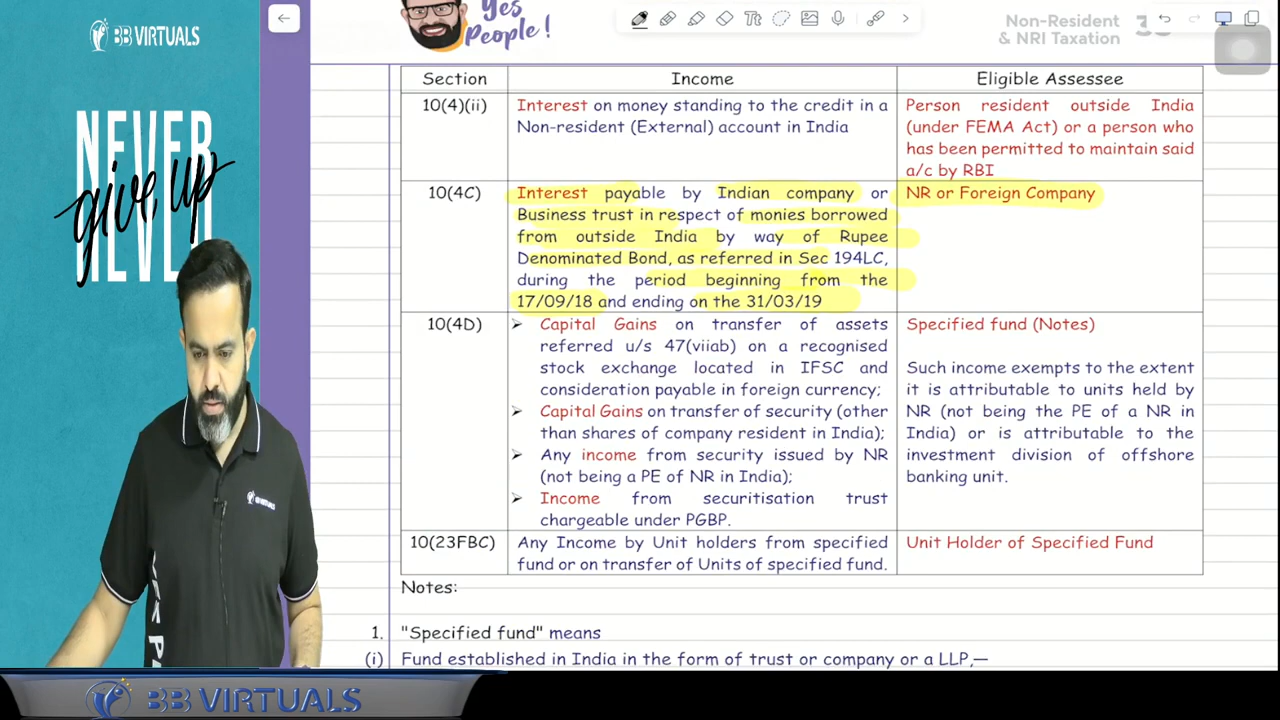 BB VIRTUALS
Yes
People!
Non-Resident
& NRI Taxation
NEVER
give up
NEVER
Section
Income
Eligible Assessee
10(4)(ii)
Interest on money standing to the credit in a
Non-resident (External) account in India
Person resident outside India
(under FEMA Act) or a person who
has been permitted to maintain said
a/c by RBI
10(4C)
Interest payable by Indian company or
Business trust in respect of monies borrowed
from outside India by way of Rupee
Denominated Bond, as referred in Sec 194LC,
during the period beginning from the
17/09/18 and ending on the 31/03/19
NR or Foreign Company
10(4D)
➢ Capital Gains on transfer of assets
referred u/s 47(viiab) on a recognised
stock exchange located in IFSC and
consideration payable in foreign currency;
➢ Capital Gains on transfer of security (other
than shares of company resident in India);
➢ Any income from security issued by NR
(not being a PE of NR in India);
➢ Income from securitisation trust
chargeable under PGBP.
Specified fund (Notes)
Such income exempts to the extent
it is attributable to units held by
NR (not being the PE of a NR in
India) or is attributable to the
investment division of offshore
banking unit.
10(23FBC)
Any Income by Unit holders from specified
fund or on transfer of Units of specified fund.
Unit Holder of Specified Fund
Notes:
1. "Specified fund" means
(i) Fund established in India in the form of trust or company or a LLP,—
BB VIRTUALS
BB VIRTUALS